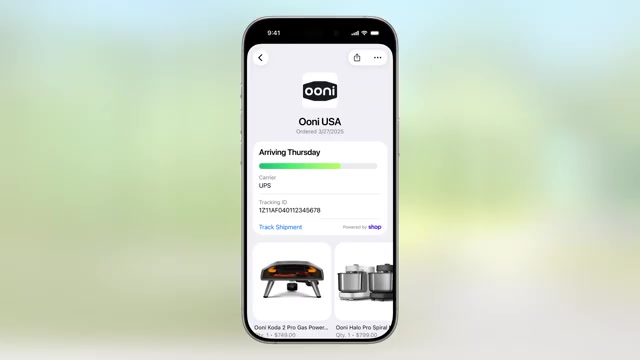 9:41
ooni
Ooni USA
Ordered 3/27/2025
Arriving Thursday
Carrier
UPS
Tracking ID
1Z11AF040112345678
Track Shipment
Powered by shop
Ooni Koda 2 Pro Gas Power...
Ooni Halo Pro Spiral
Qty. 1 • $749.00
Qty. 1 • $799.00